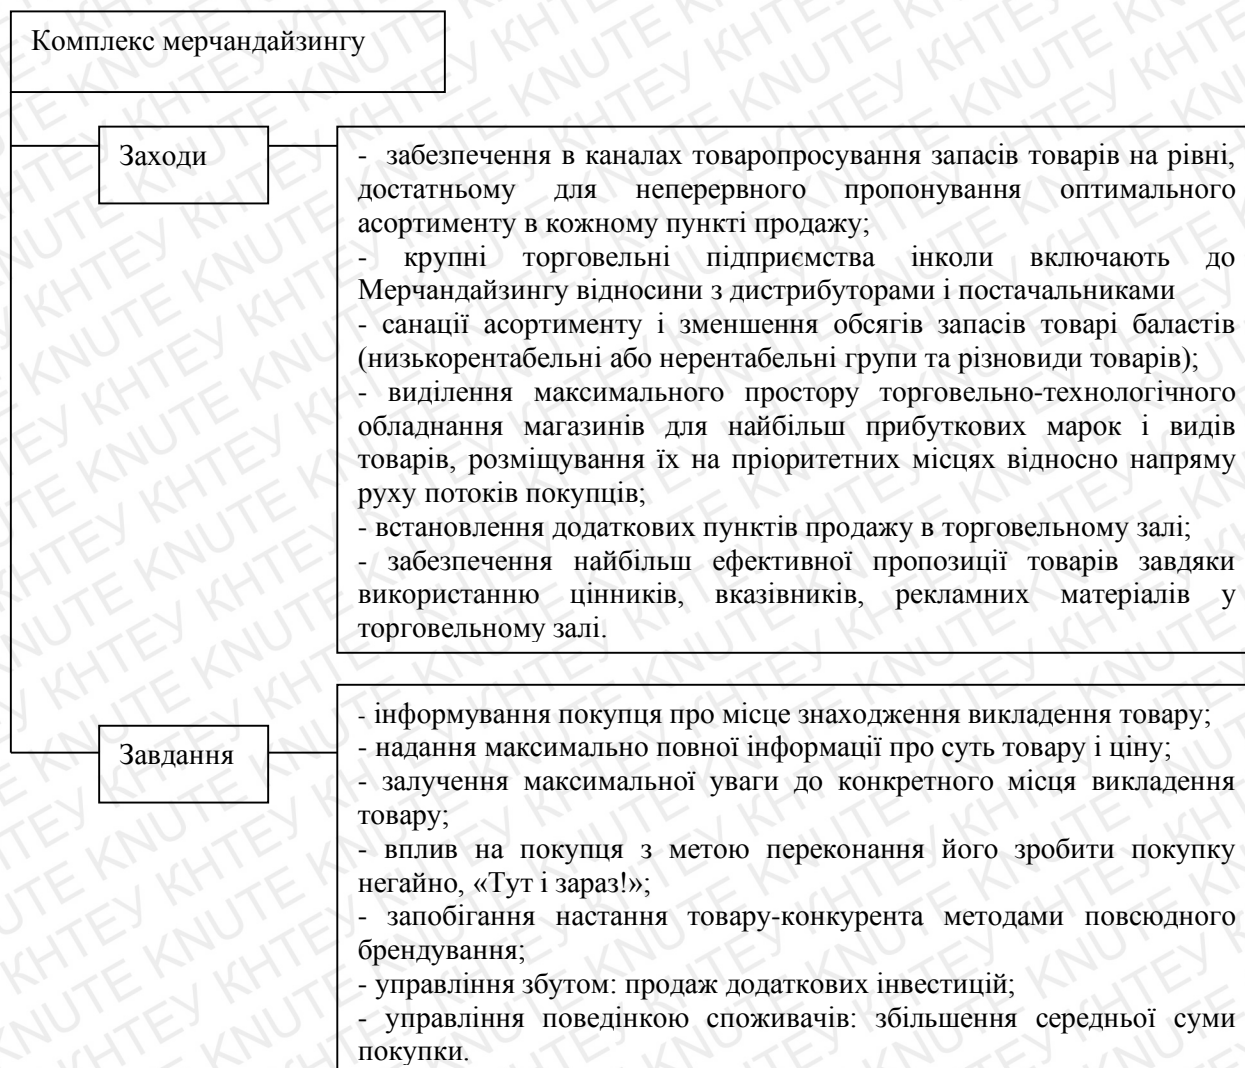 Комплекс мерчандайзингу
Заходи
- забезпечення в каналах товаропросування запасів товарів на рівні,
достатньому для неперервного пропонування оптимального
асортименту в кожному пункті продажу;
- крупні торговельні підприємства інколи включають до
Мерчандайзингу відносини з дистрибуторами і постачальниками
- санації асортименту і зменшення обсягів запасів товарі баластів
(низькорентабельні або нерентабельні групи та різновиди товарів);
- виділення максимального простору торговельно-технологічного
обладнання магазинів для найбільш прибуткових марок і видів
товарів, розміщування їх на пріоритетних місцях відносно напряму
руху потоків покупців;
- встановлення додаткових пунктів продажу в торговельному залі;
- забезпечення найбільш ефективної пропозиції товарів завдяки
використанню цінників, вказівників, рекламних матеріалів у
торговельному залі.
Завдання
- інформування покупця про місце знаходження викладення товару;
- надання максимально повної інформації про суть товару і ціну;
- залучення максимальної уваги до конкретного місця викладення
товару;
- вплив на покупця з метою переконання його зробити покупку
негайно, «Тут і зараз!»;
- запобігання настання товару-конкурента методами повсюдного
брендування;
- управління збутом: продаж додаткових інвестицій;
- управління поведінкою споживачів: збільшення середньої суми
покупки.